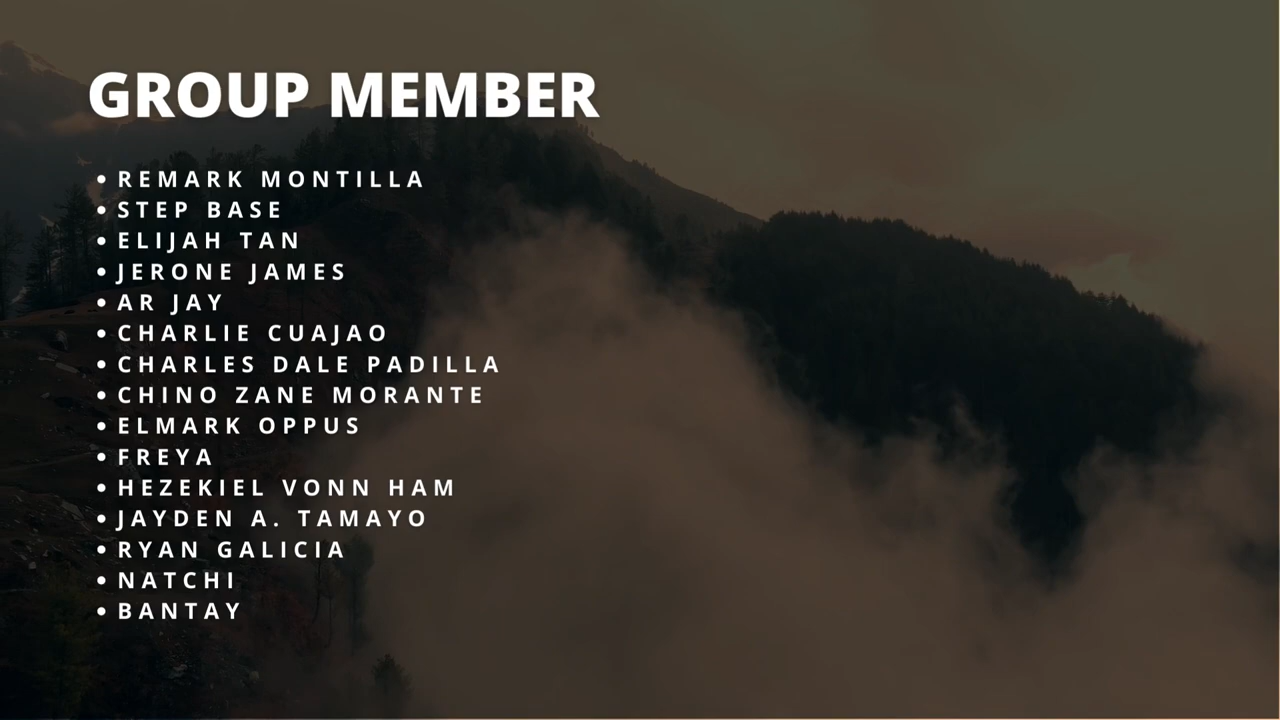 GROUP MEMBER
• REMARK MONTILLA
• STEP BASE
• ELIJAH TAN
• JERONE JAMES
• AR JAY
• CHARLIE CUAJAO
• CHARLES DALE PADILLA
• CHINO ZANE MORANTE
• ELMARK OPPUS
• FREYA
• HEZEKIEL VONN HAM
• JAYDEN A. TAMAYO
• RYAN GALICIA
• NATCHI
• BANTAY